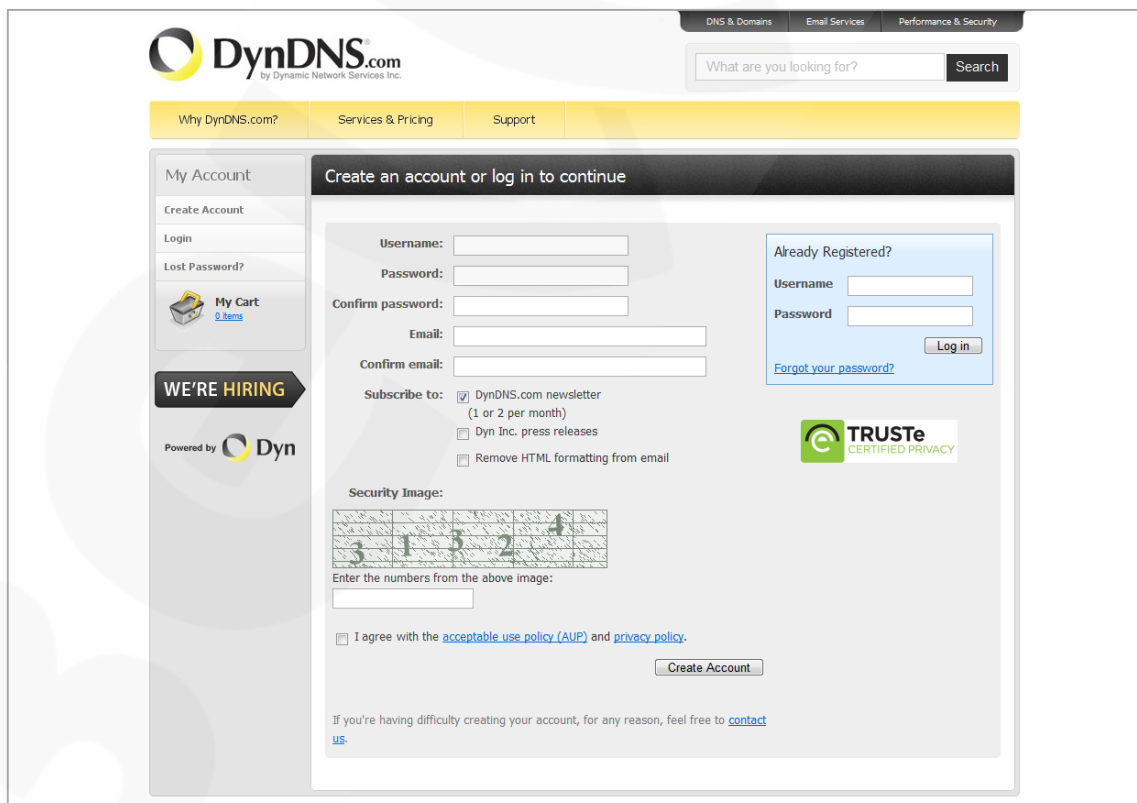 DNS & Domains Email Services Performance & Security
DynDNS.com
by Dynamic Network Services Inc.
What are you looking for? Search
Why DynDNS.com? Services & Pricing Support
My Account
Create Account
Login
Lost Password?
My Cart
0 items
WE'RE HIRING
Powered by Dyn
Create an account or log in to continue
Username:
Password:
Confirm password:
Email:
Confirm email:
Subscribe to: DynDNS.com newsletter
(1 or 2 per month)
Dyn Inc. press releases
Remove HTML formatting from email
Security Image:
3 1 3 2 4
Enter the numbers from the above image:
I agree with the acceptable use policy (AUP) and privacy policy.
Create Account
If you're having difficulty creating your account, for any reason, feel free to contact
us.
Already Registered?
Username
Password
Log in
Forgot your password?
TRUSTe
CERTIFIED PRIVACY